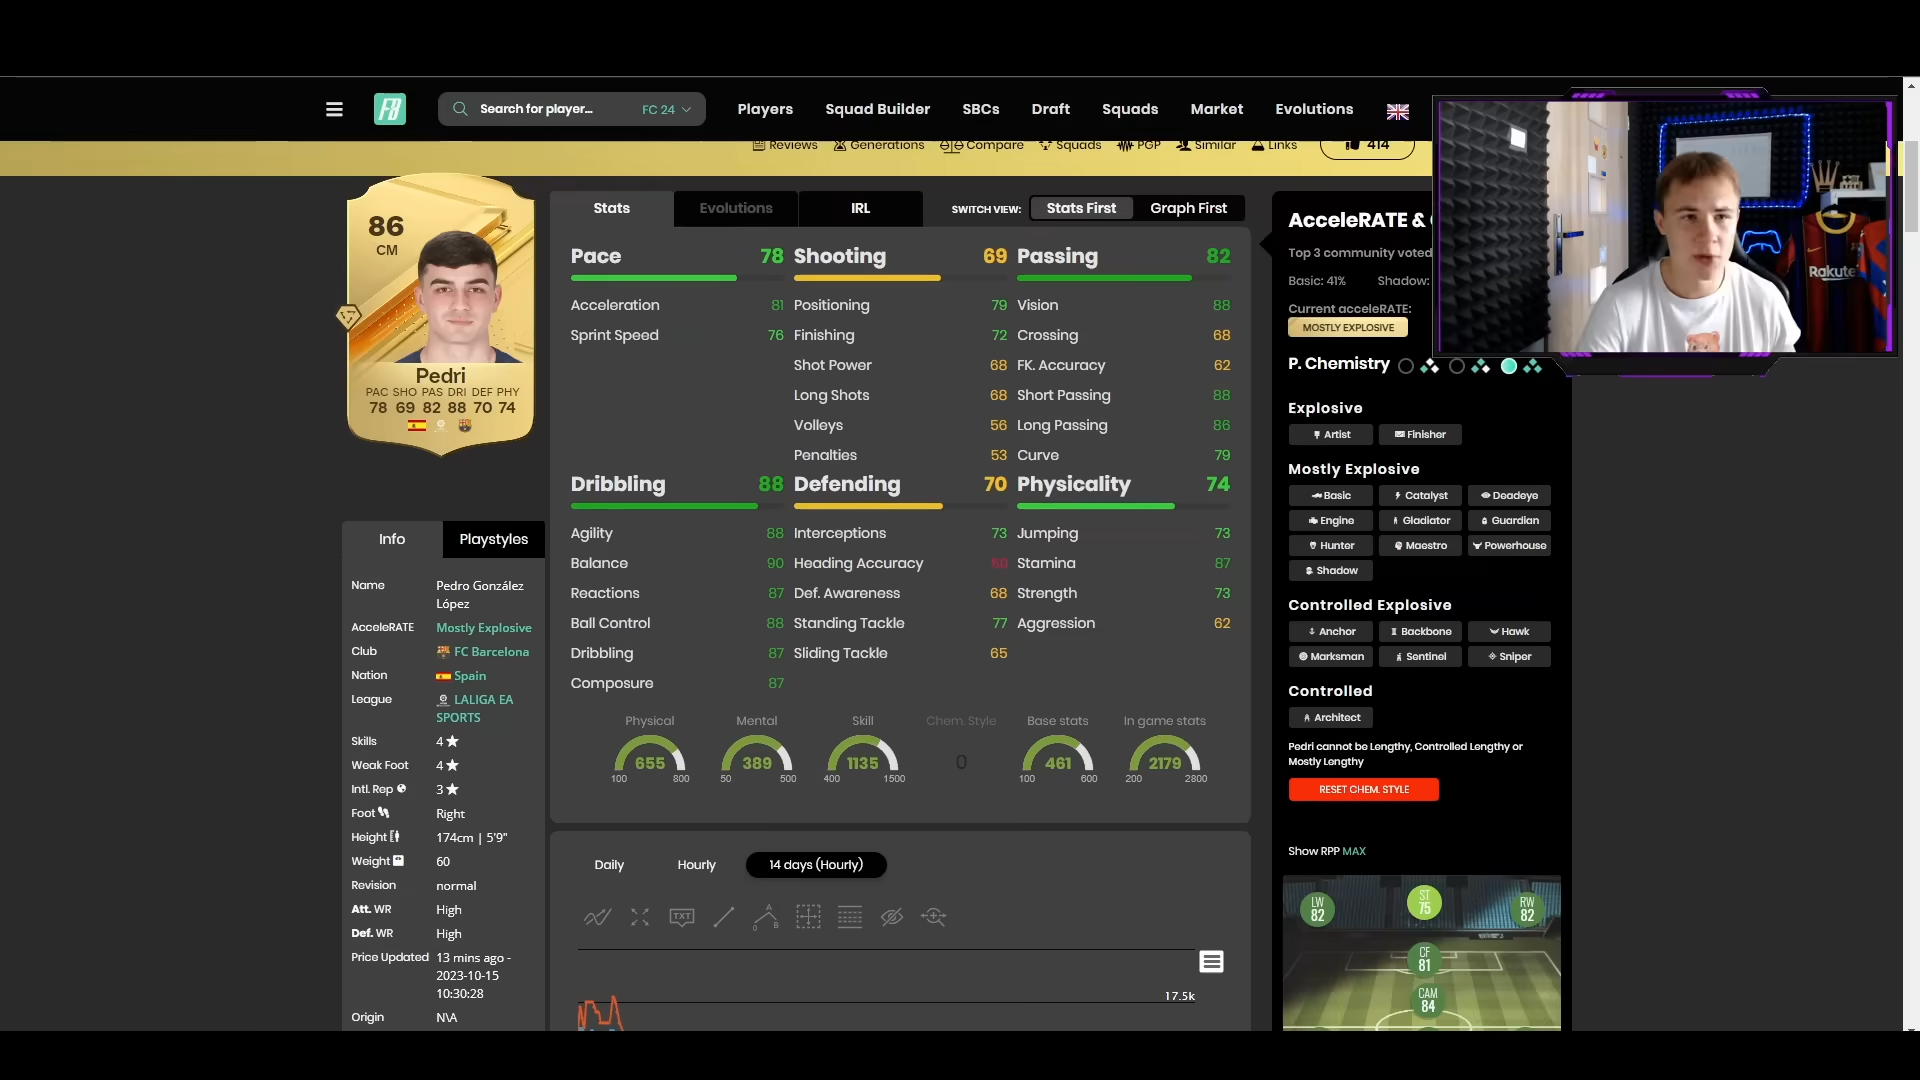 FB
Search for player...
FC 24
Players
Squad Builder
SBCs
Draft
Squads
Market
Evolutions
Reviews
Generations
Compare
Squads
PGP
Similar
Links
414
86
CM
Pedri
PAC SHO PAS DRI DEF PHY
78 69 82 88 70 74
Stats
Evolutions
IRL
SWITCH VIEW:
Stats First
Graph First
Pace 78
Acceleration 81
Sprint Speed 76
Shooting 69
Positioning 79
Finishing 72
Shot Power 68
Long Shots 68
Volleys 56
Penalties 53
Passing 82
Vision 88
Crossing 68
FK. Accuracy 62
Short Passing 88
Long Passing 86
Curve 79
Dribbling 88
Agility 88
Balance 90
Reactions 87
Ball Control 88
Dribbling 87
Composure 87
Defending 70
Interceptions 73
Heading Accuracy 50
Def. Awareness 68
Standing Tackle 77
Sliding Tackle 65
Physicality 74
Jumping 73
Stamina 87
Strength 73
Aggression 62
Physical
655
100 800
Mental
389
50 500
Skill
1135
400 1500
Chem. Style
0
Base stats
461
100 600
In game stats
2179
200 2800
Info
Playstyles
Name Pedro González
López
AcceleRATE Mostly Explosive
Club FC Barcelona
Nation Spain
League LALIGA EA
SPORTS
Skills 4
Weak Foot 4
Intl. Rep 3
Foot Right
Height 174cm | 5'9"
Weight 60
Revision normal
Att. WR High
Def. WR High
Price Updated 13 mins ago -
2023-10-15
10:30:28
Origin N\A
Daily
Hourly
14 days (Hourly)
TXT
A
0 B
17.5k
AcceleRATE &
Top 3 community voted
Basic: 41% Shadow:
Current acceleRATE:
MOSTLY EXPLOSIVE
P. Chemistry
Explosive
Artist
Finisher
Mostly Explosive
Basic
Catalyst
Deadeye
Engine
Gladiator
Guardian
Hunter
Maestro
Powerhouse
Shadow
Controlled Explosive
Anchor
Backbone
Hawk
Marksman
Sentinel
Sniper
Controlled
Architect
Pedri cannot be Lengthy, Controlled Lengthy or
Mostly Lengthy
RESET CHEM. STYLE
Show RPP MAX
LW
82
ST
75
RW
82
CF
81
CAM
84
Rakuten